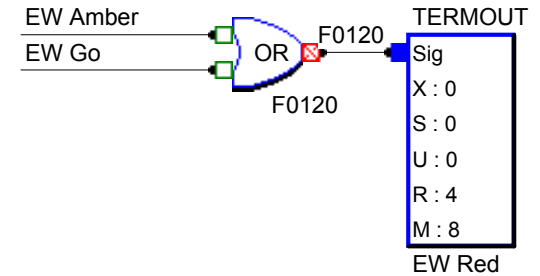 EW Amber
EW Go
OR
F0120
F0120
TERMOUT
Sig
X : 0
S : 0
U : 0
R : 4
M : 8
EW Red